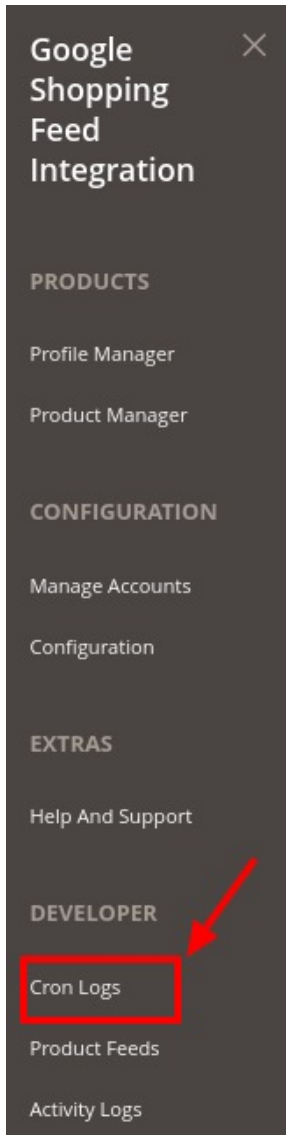 Google
Shopping
Feed
Integration
PRODUCTS
Profile Manager
Product Manager
CONFIGURATION
Manage Accounts
Configuration
EXTRAS
Help And Support
DEVELOPER
Cron Logs
Product Feeds
Activity Logs